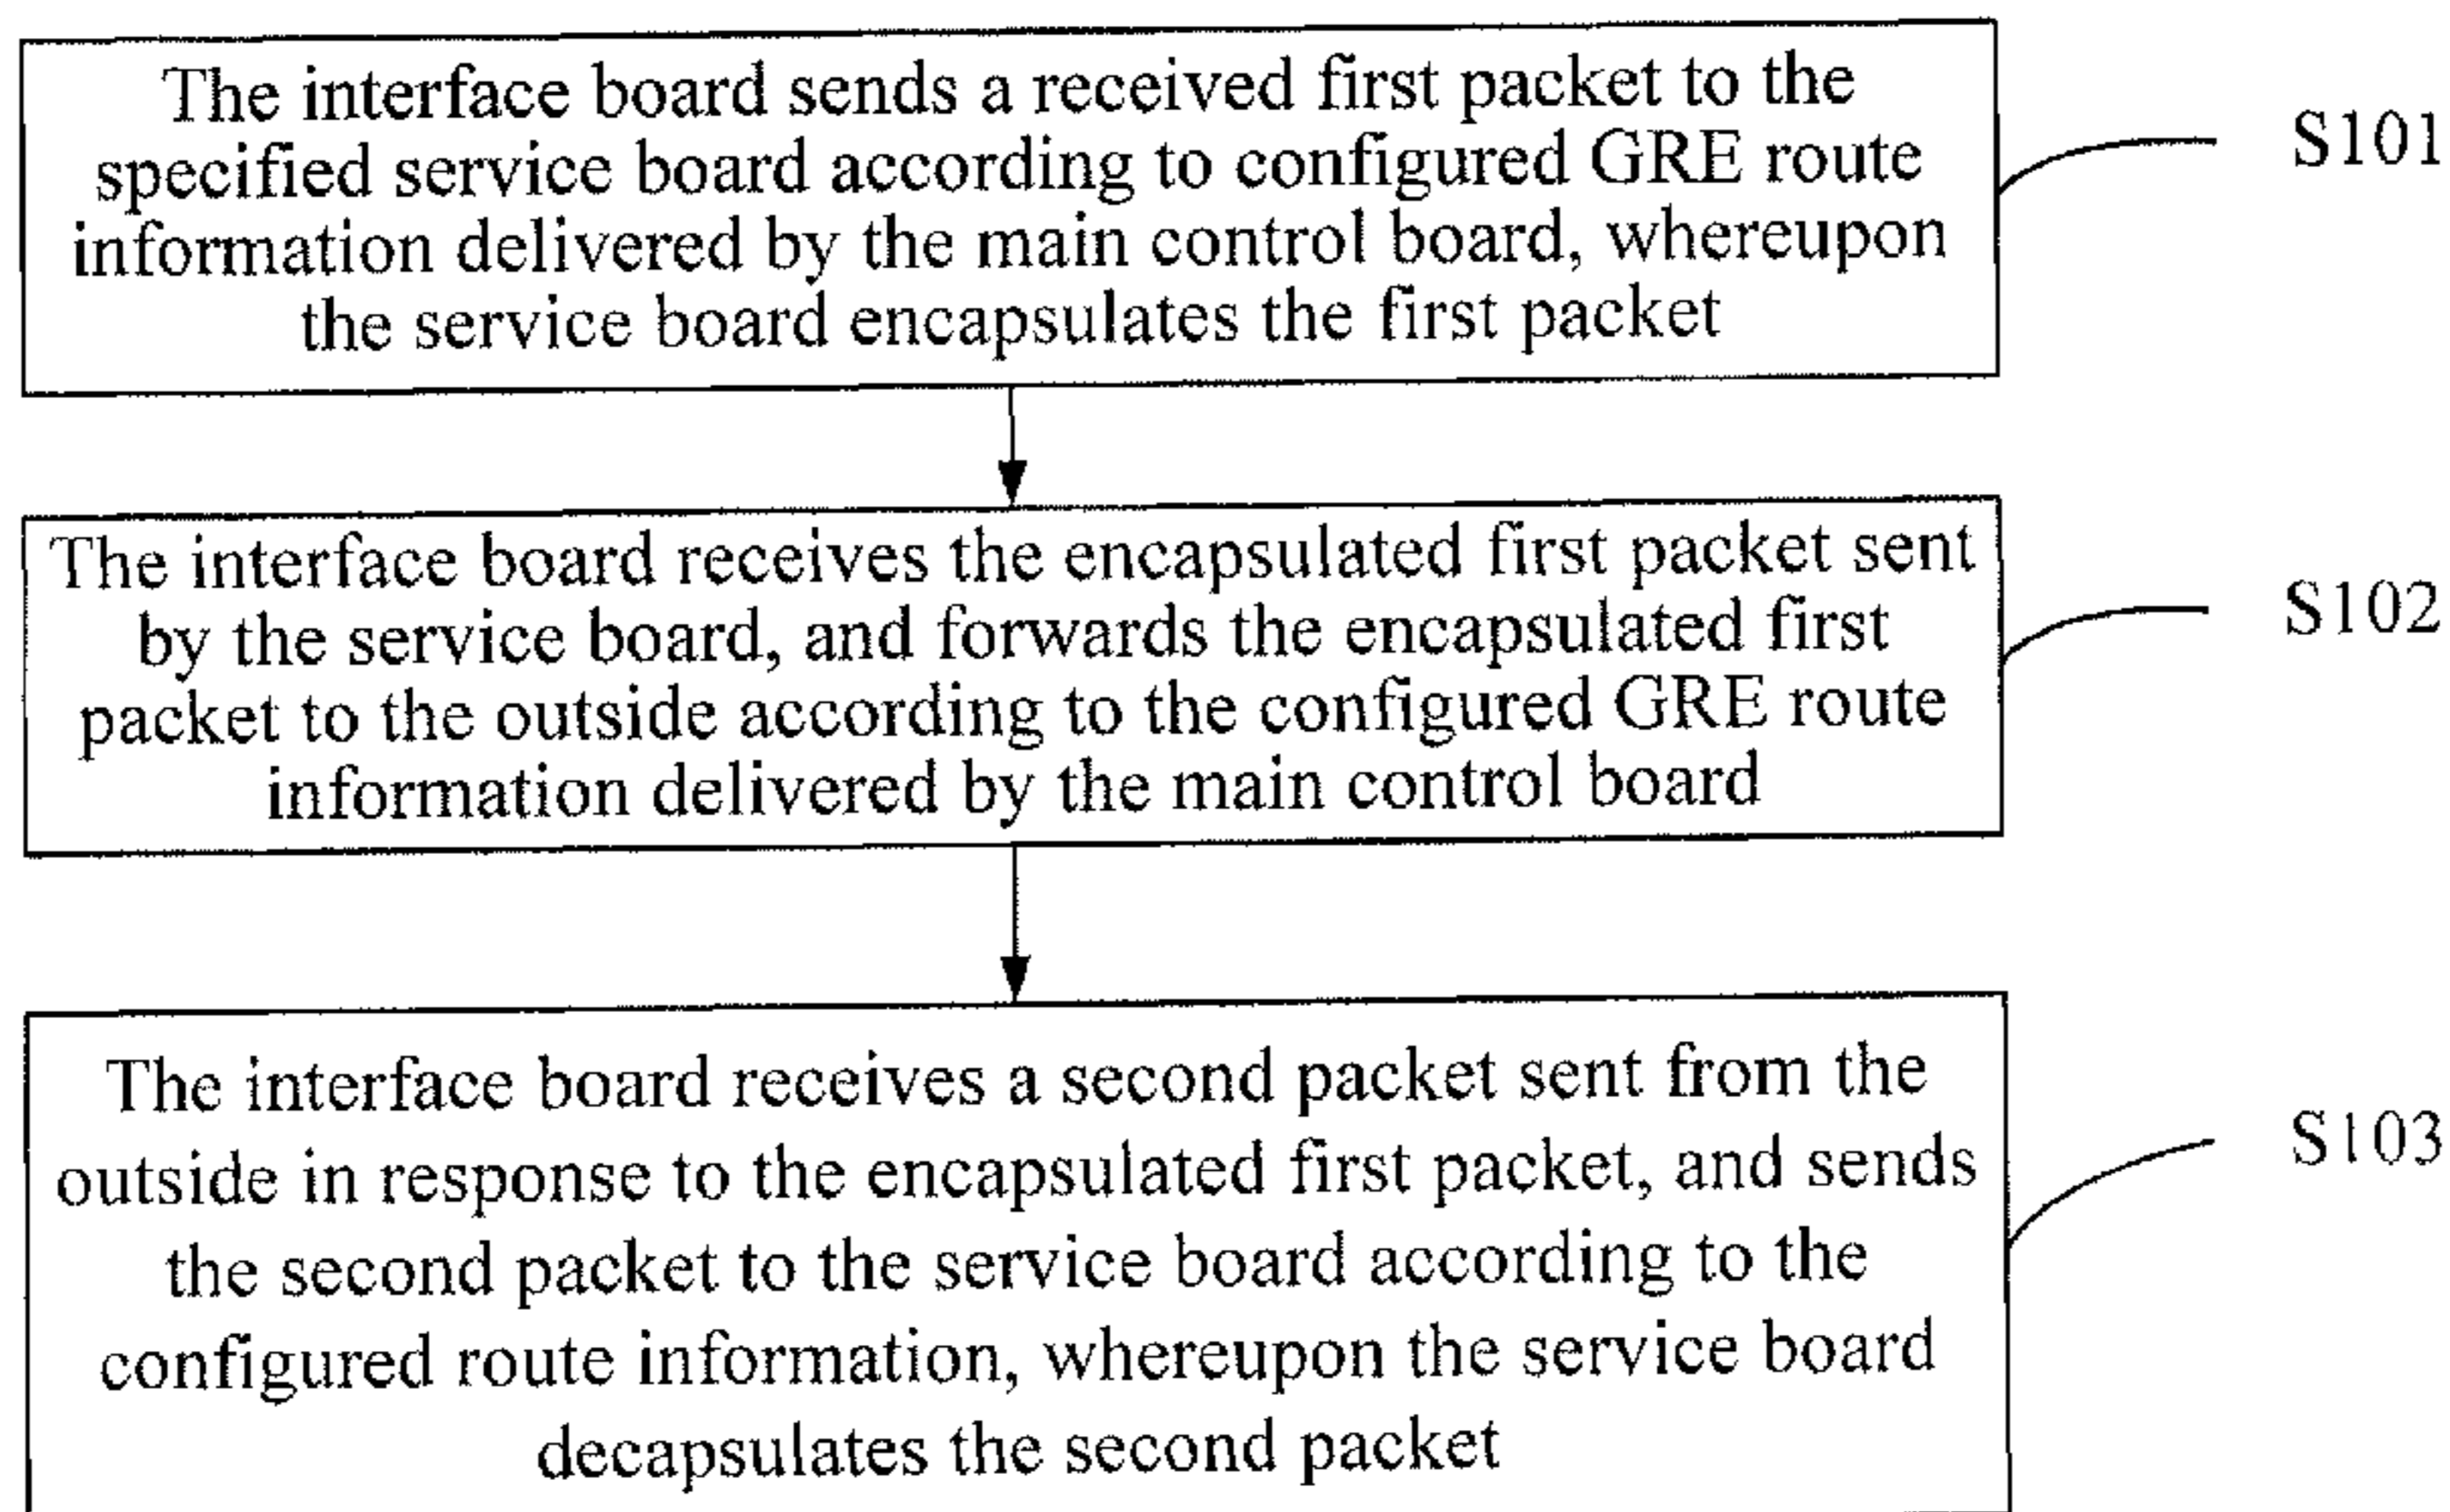 The interface board sends a received first packet to the
specified service board according to configured GRE route
information delivered by the main control board, whereupon
the service board encapsulates the first packet
S101
The interface board receives the encapsulated first packet sent
by the service board, and forwards the encapsulated first
packet to the outside according to the configured GRE route
information delivered by the main control board
S102
The interface board receives a second packet sent from the
outside in response to the encapsulated first packet, and sends
the second packet to the service board according to the
configured route information, whereupon the service board
decapsulates the second packet
S103